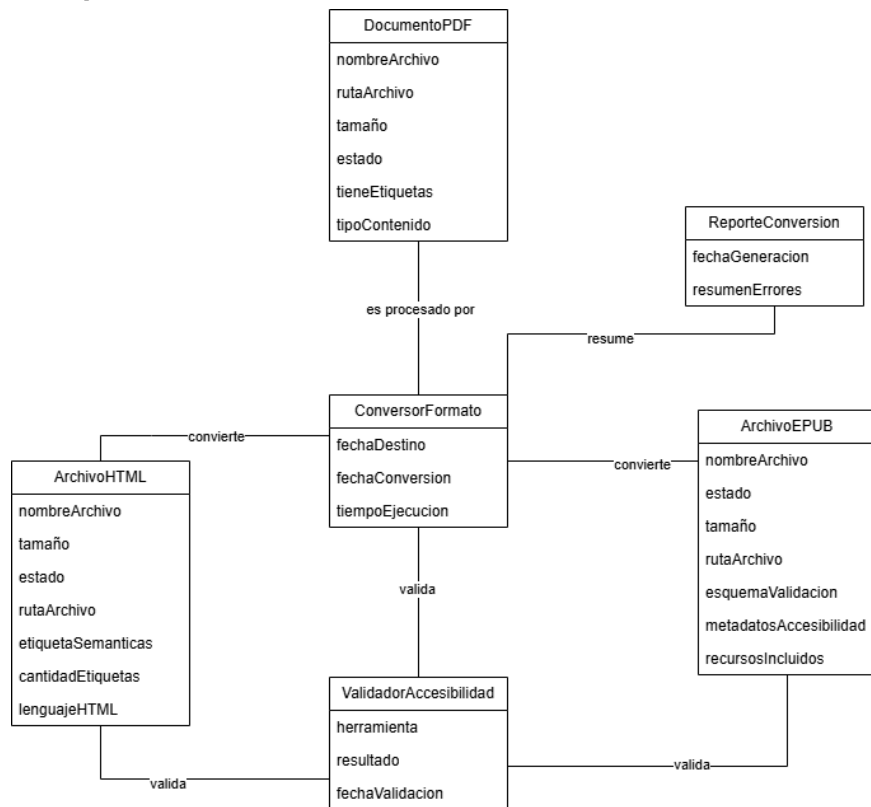 DocumentoPDF
nombreArchivo
rutaArchivo
tamaño
estado
tieneEtiquetas
tipoContenido
ReporteConversion
fechaGeneracion
resumenErrores
es procesado por
resume
ConversorFormato
fechaDestino
fechaConversion
tiempoEjecucion
convierte
convierte
ArchivoEPUB
nombreArchivo
estado
tamaño
rutaArchivo
esquemaValidacion
metadatosAccesibilidad
recursosIncluidos
ArchivoHTML
nombreArchivo
tamaño
estado
rutaArchivo
etiquetaSemanticas
cantidadEtiquetas
lenguajeHTML
valida
ValidadorAccesibilidad
herramienta
resultado
fechaValidacion
valida
valida